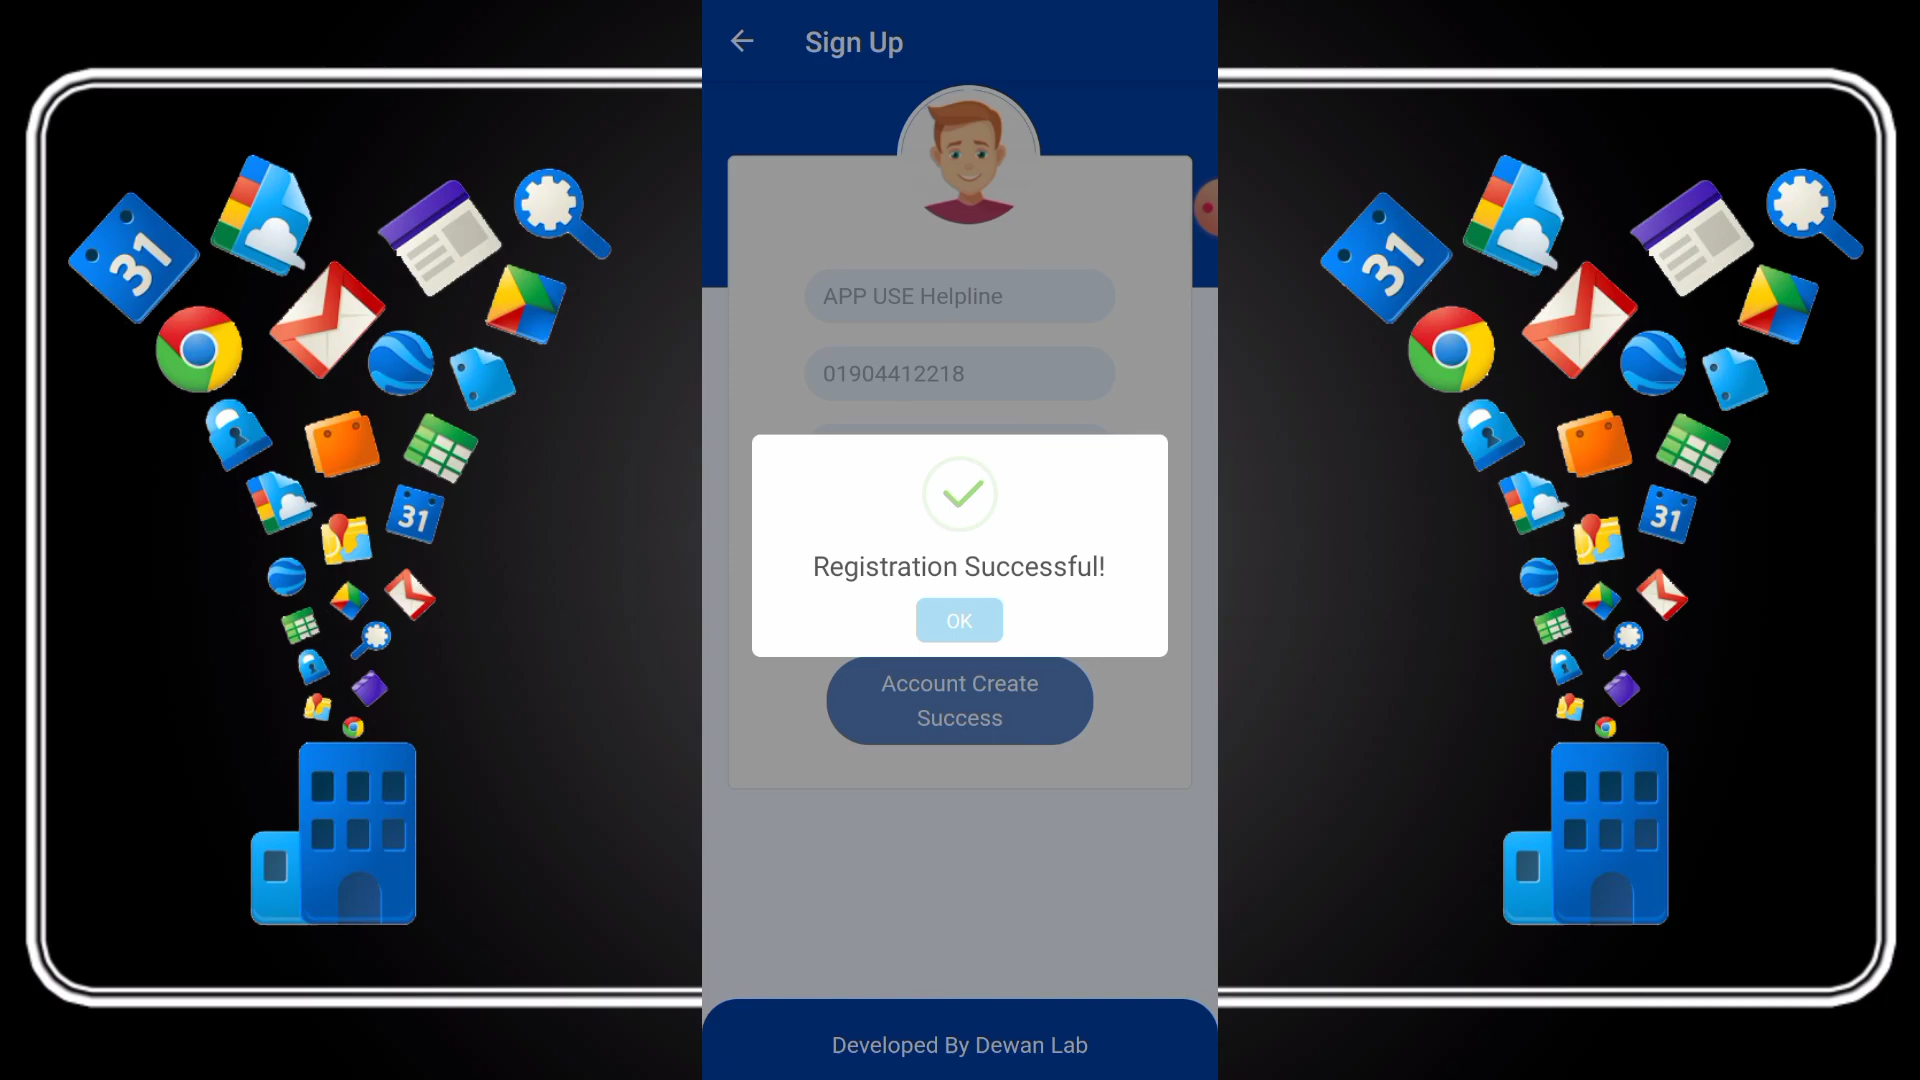 Sign Up
APP USE Helpline
01904412218
Registration Successful!
OK
Account Create
Success
Developed By Dewan Lab
31
31
31
31